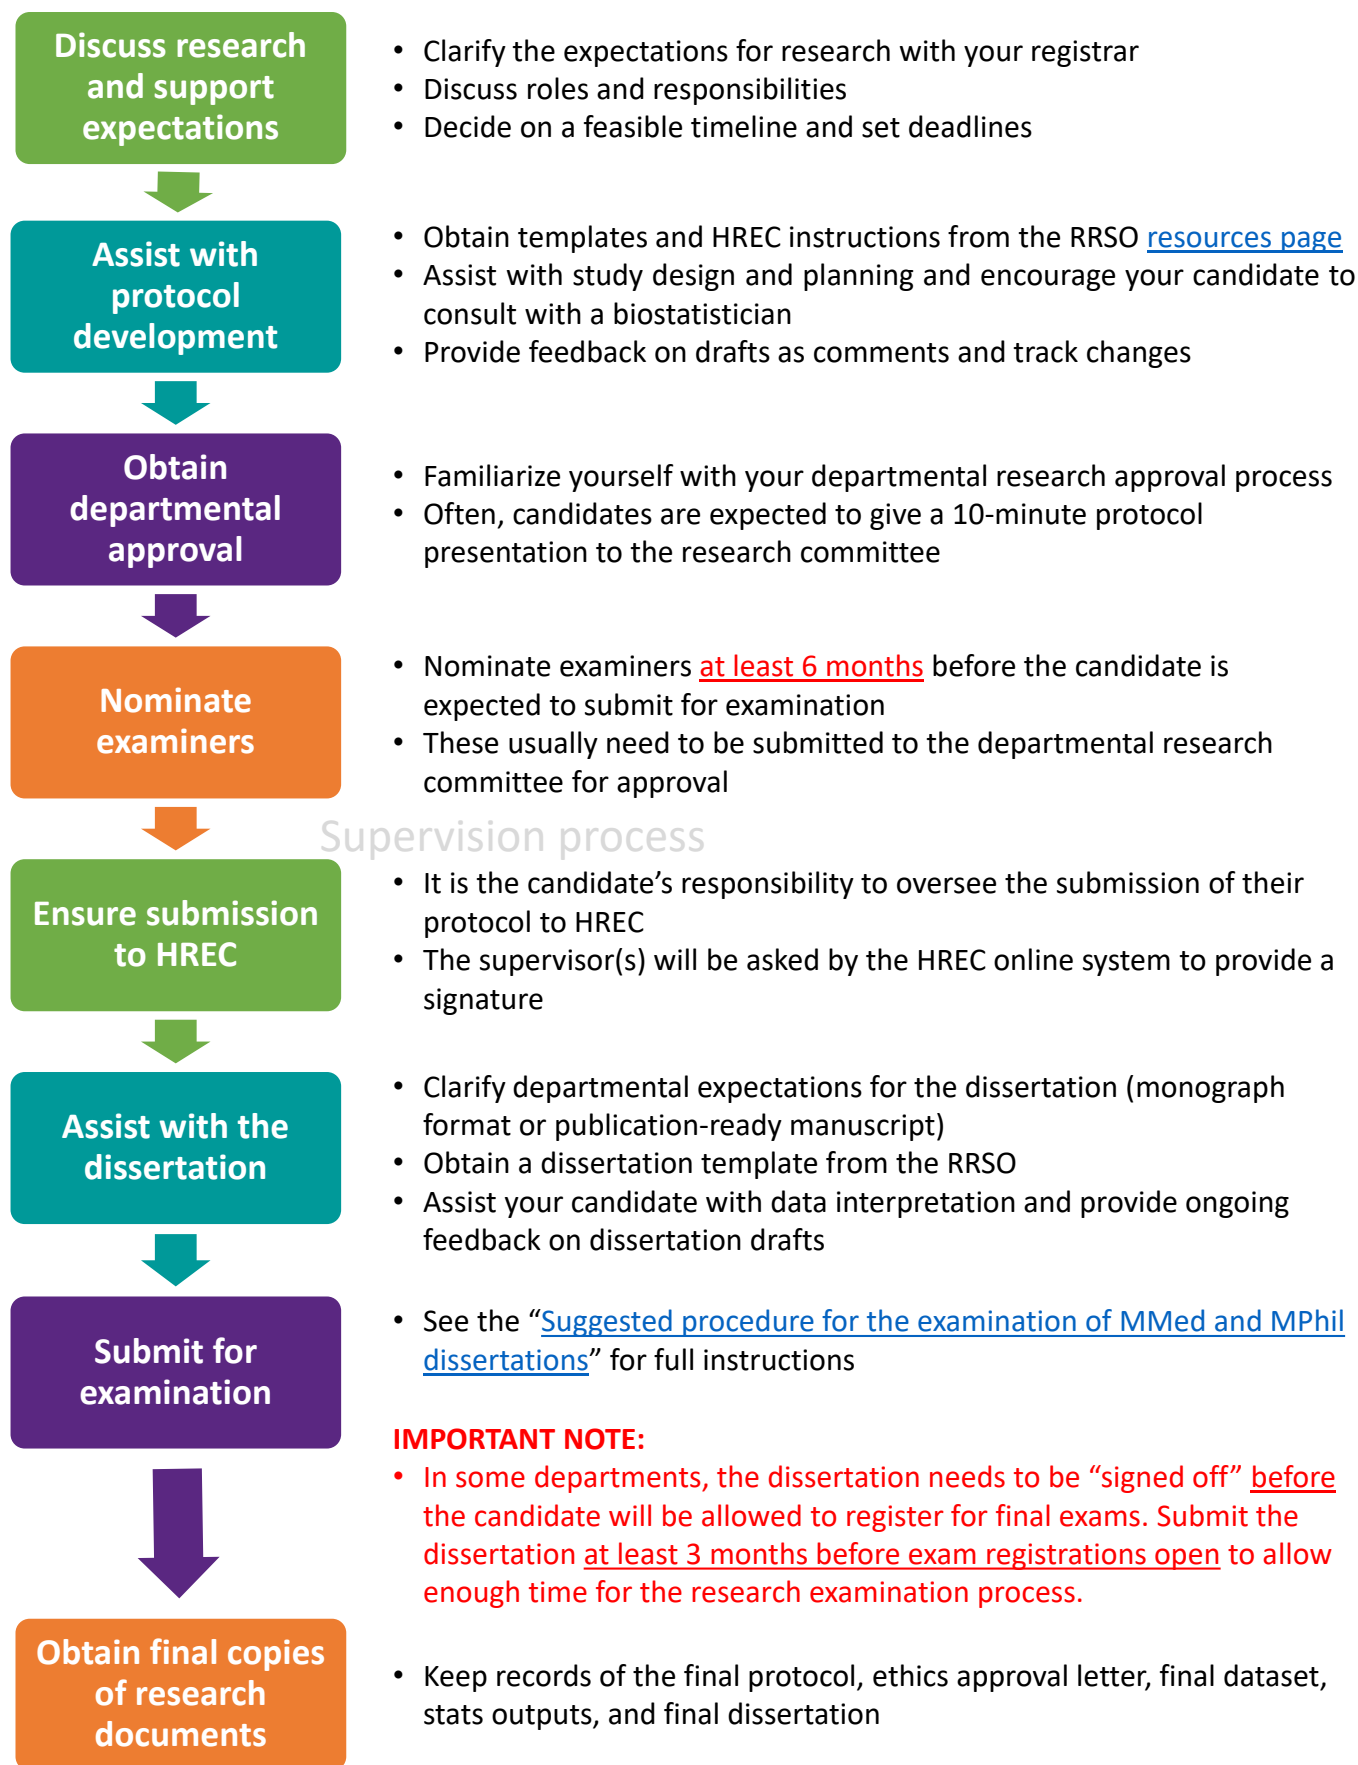 Discuss research
and support
expectations
• Clarify the expectations for research with your registrar
• Discuss roles and responsibilities
• Decide on a feasible timeline and set deadlines
Assist with
protocol
development
• Obtain templates and HREC instructions from the RRSO resources page
• Assist with study design and planning and encourage your candidate to
consult with a biostatistician
• Provide feedback on drafts as comments and track changes
Obtain
departmental
approval
• Familiarize yourself with your departmental research approval process
• Often, candidates are expected to give a 10-minute protocol
presentation to the research committee
Nominate
examiners
• Nominate examiners at least 6 months before the candidate is
expected to submit for examination
• These usually need to be submitted to the departmental research
committee for approval
Supervision process
Ensure submission
to HREC
• It is the candidate’s responsibility to oversee the submission of their
protocol to HREC
• The supervisor(s) will be asked by the HREC online system to provide a
signature
Assist with the
dissertation
• Clarify departmental expectations for the dissertation (monograph
format or publication-ready manuscript)
• Obtain a dissertation template from the RRSO
• Assist your candidate with data interpretation and provide ongoing
feedback on dissertation drafts
Submit for
examination
• See the “Suggested procedure for the examination of MMed and MPhil
dissertations” for full instructions
IMPORTANT NOTE:
• In some departments, the dissertation needs to be “signed off” before
the candidate will be allowed to register for final exams. Submit the
dissertation at least 3 months before exam registrations open to allow
enough time for the research examination process.
Obtain final copies
of research
documents
• Keep records of the final protocol, ethics approval letter, final dataset,
stats outputs, and final dissertation